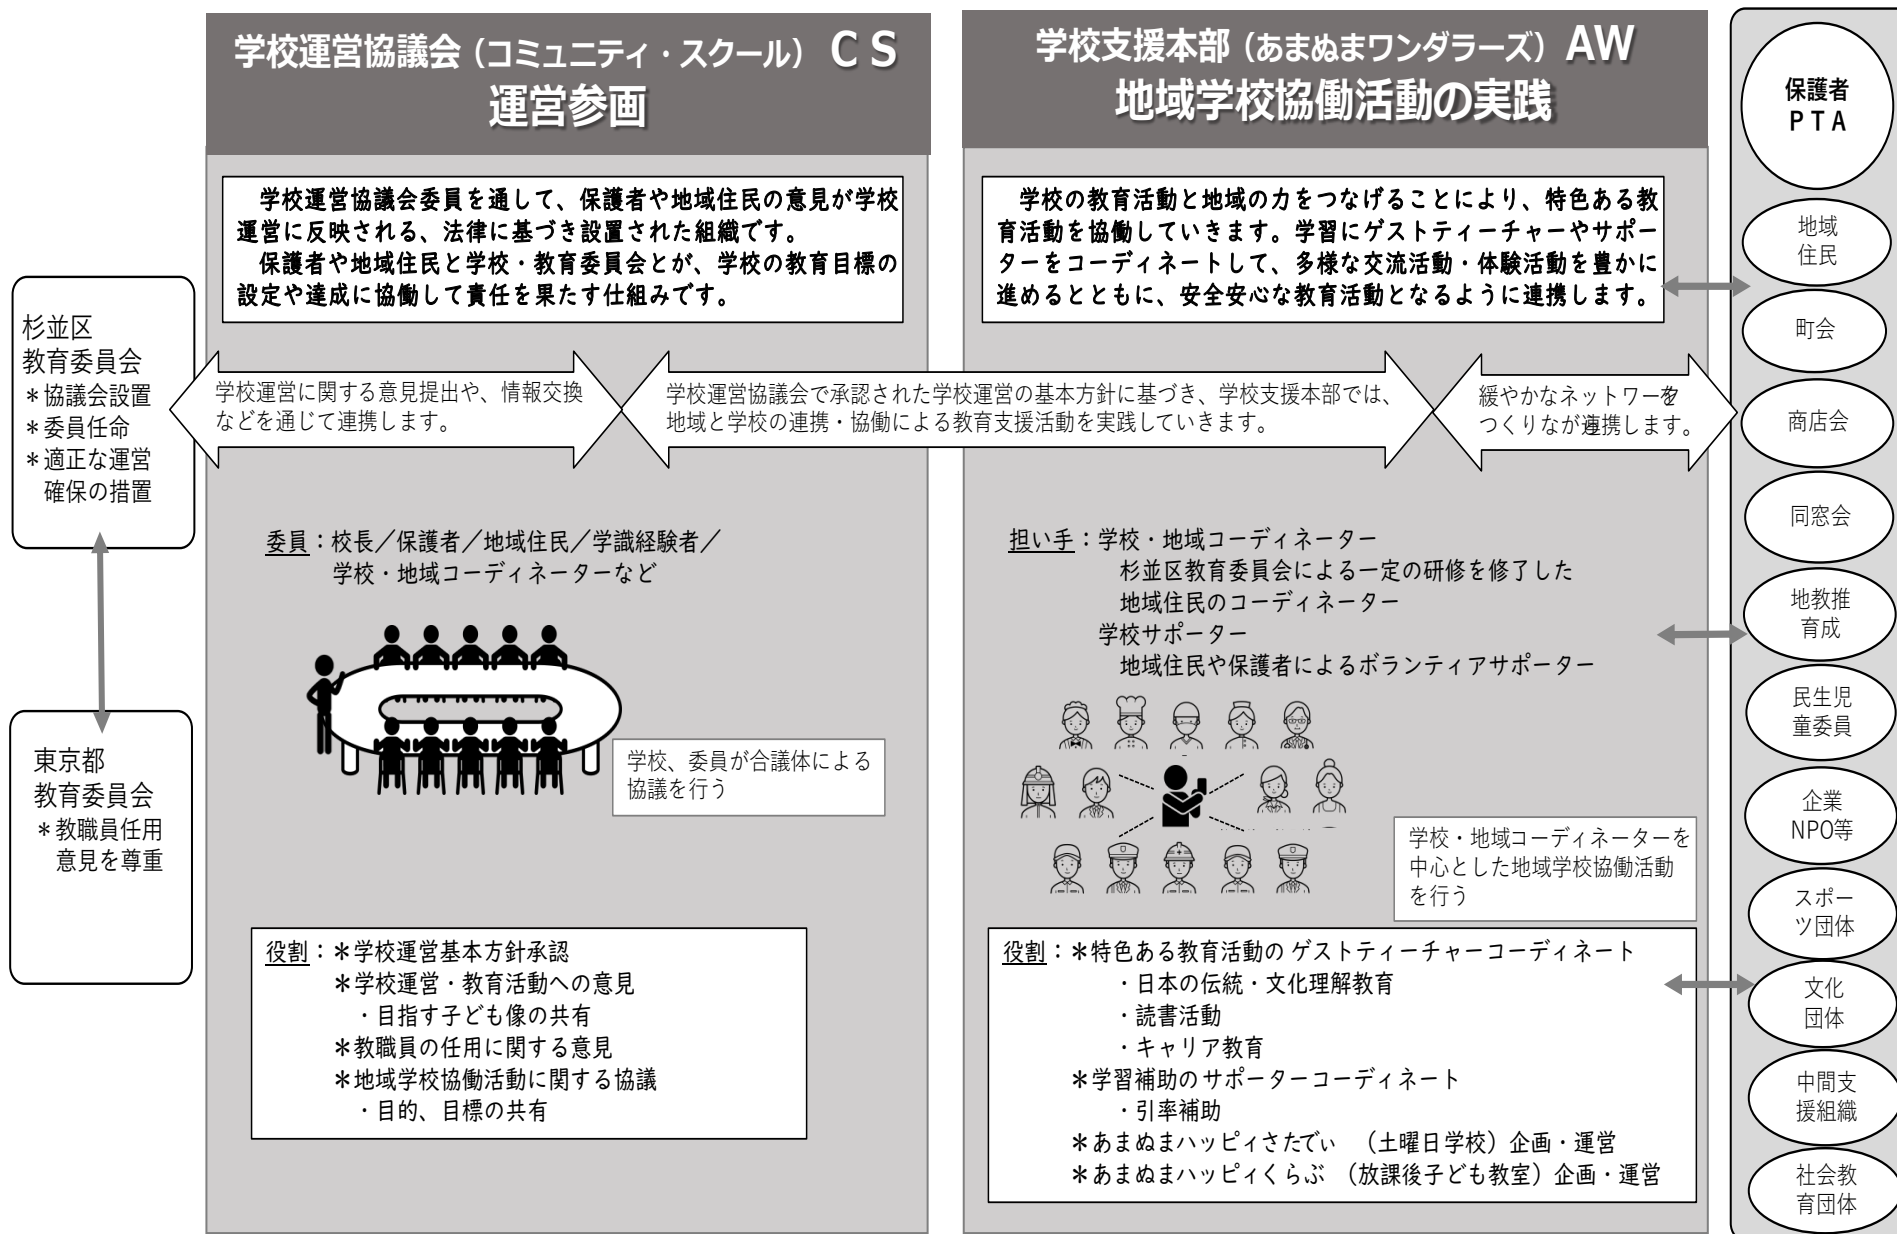 学校運営協議会（コミュニティ・スクール）ＣＳ
運営参画
学校運営協議会委員を通して、保護者や地域住民の意見が学校
運営に反映される、法律に基づき設置された組織です。
保護者や地域住民と学校・教育委員会とが、学校の教育目標の
設定や達成に協働して責任を果たす仕組みです。
学校支援本部（あまぬまワンダラーズ）AW
地域学校協働活動の実践
学校の教育活動と地域の力をつなげることにより、特色ある教
育活動を協働していきます。学習にゲストティーチャーやサポー
ターをコーディネートして、多様な交流活動・体験活動を豊かに
進めるとともに、安全安心な教育活動となるように連携します。
杉並区
教育委員会
＊協議会設置
＊委員任命
＊適正な運営
確保の措置
東京都
教育委員会
＊教職員任用
意見を尊重
学校運営に関する意見提出や、情報交換
などを通じて連携します。
学校運営協議会で承認された学校運営の基本方針に基づき、学校支援本部では、
地域と学校の連携・協働による教育支援活動を実践していきます。
緩やかなネットワークを
つくりながら連携します。
委員：校長／保護者／地域住民／学識経験者／
学校・地域コーディネーターなど
学校、委員が合議体による
協議を行う
役割：＊学校運営基本方針承認
＊学校運営・教育活動への意見
・目指す子ども像の共有
＊教職員の任用に関する意見
＊地域学校協働活動に関する協議
・目的、目標の共有
担い手：学校・地域コーディネーター
杉並区教育委員会による一定の研修を修了した
地域住民のコーディネーター
学校サポーター
地域住民や保護者によるボランティアサポーター
学校・地域コーディネーターを
中心とした地域学校協働活動
を行う
役割：＊特色ある教育活動の ゲストティーチャーコーディネート
・日本の伝統・文化理解教育
・読書活動
・キャリア教育
＊学習補助のサポーターコーディネート
・引率補助
＊あまぬまハッピィさたでぃ （土曜日学校）企画・運営
＊あまぬまハッピィくらぶ （放課後子ども教室）企画・運営
保護者
ＰＴＡ
地域
住民
町会
商店会
同窓会
地教推
育成
民生児
童委員
企業
NPO等
スポー
ツ団体
文化
団体
中間支
援組織
社会教
育団体